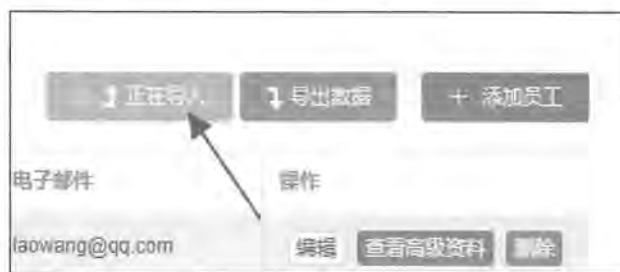 正在导入 导出数据 + 添加员工
电子邮件 操作
laowang@qq.com 编辑 查看高级资料 删除